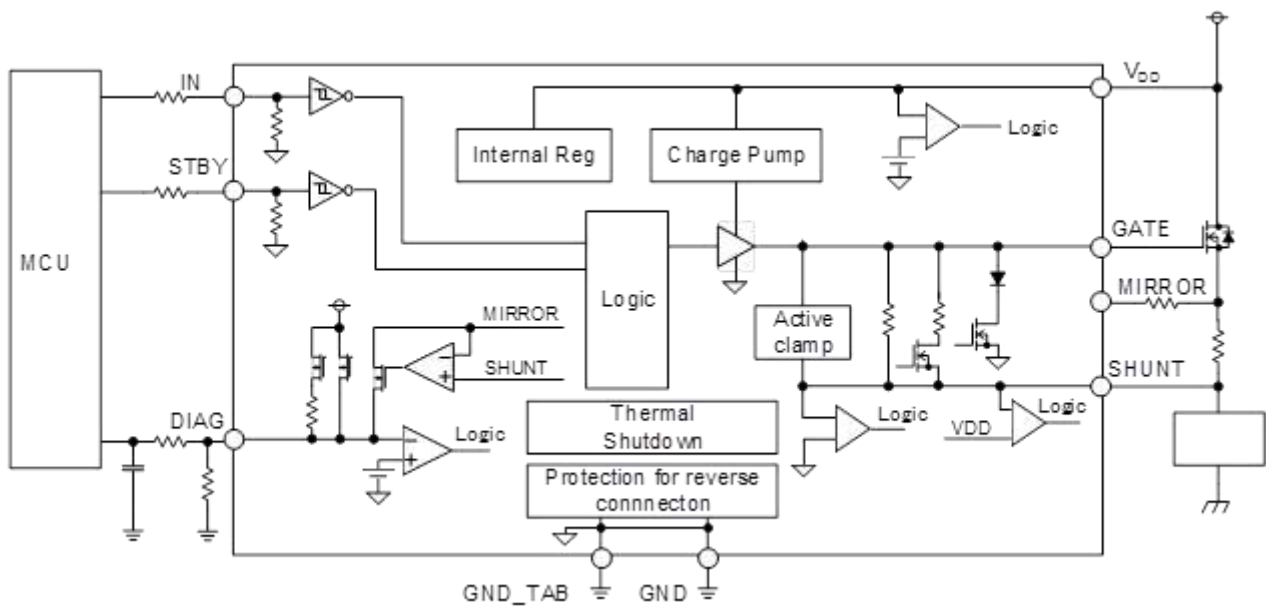 IN
V_DD
Internal Reg
Charge Pump
Logic
STBY
GATE
MCU
Logic
MIRROR
MIRROR
Active
clamp
SHUNT
SHUNT
DIAG
Thermal
Shutdown
Logic
Logic
Logic
VDD
Protection for reverse
connnecton
GND_TAB
GND